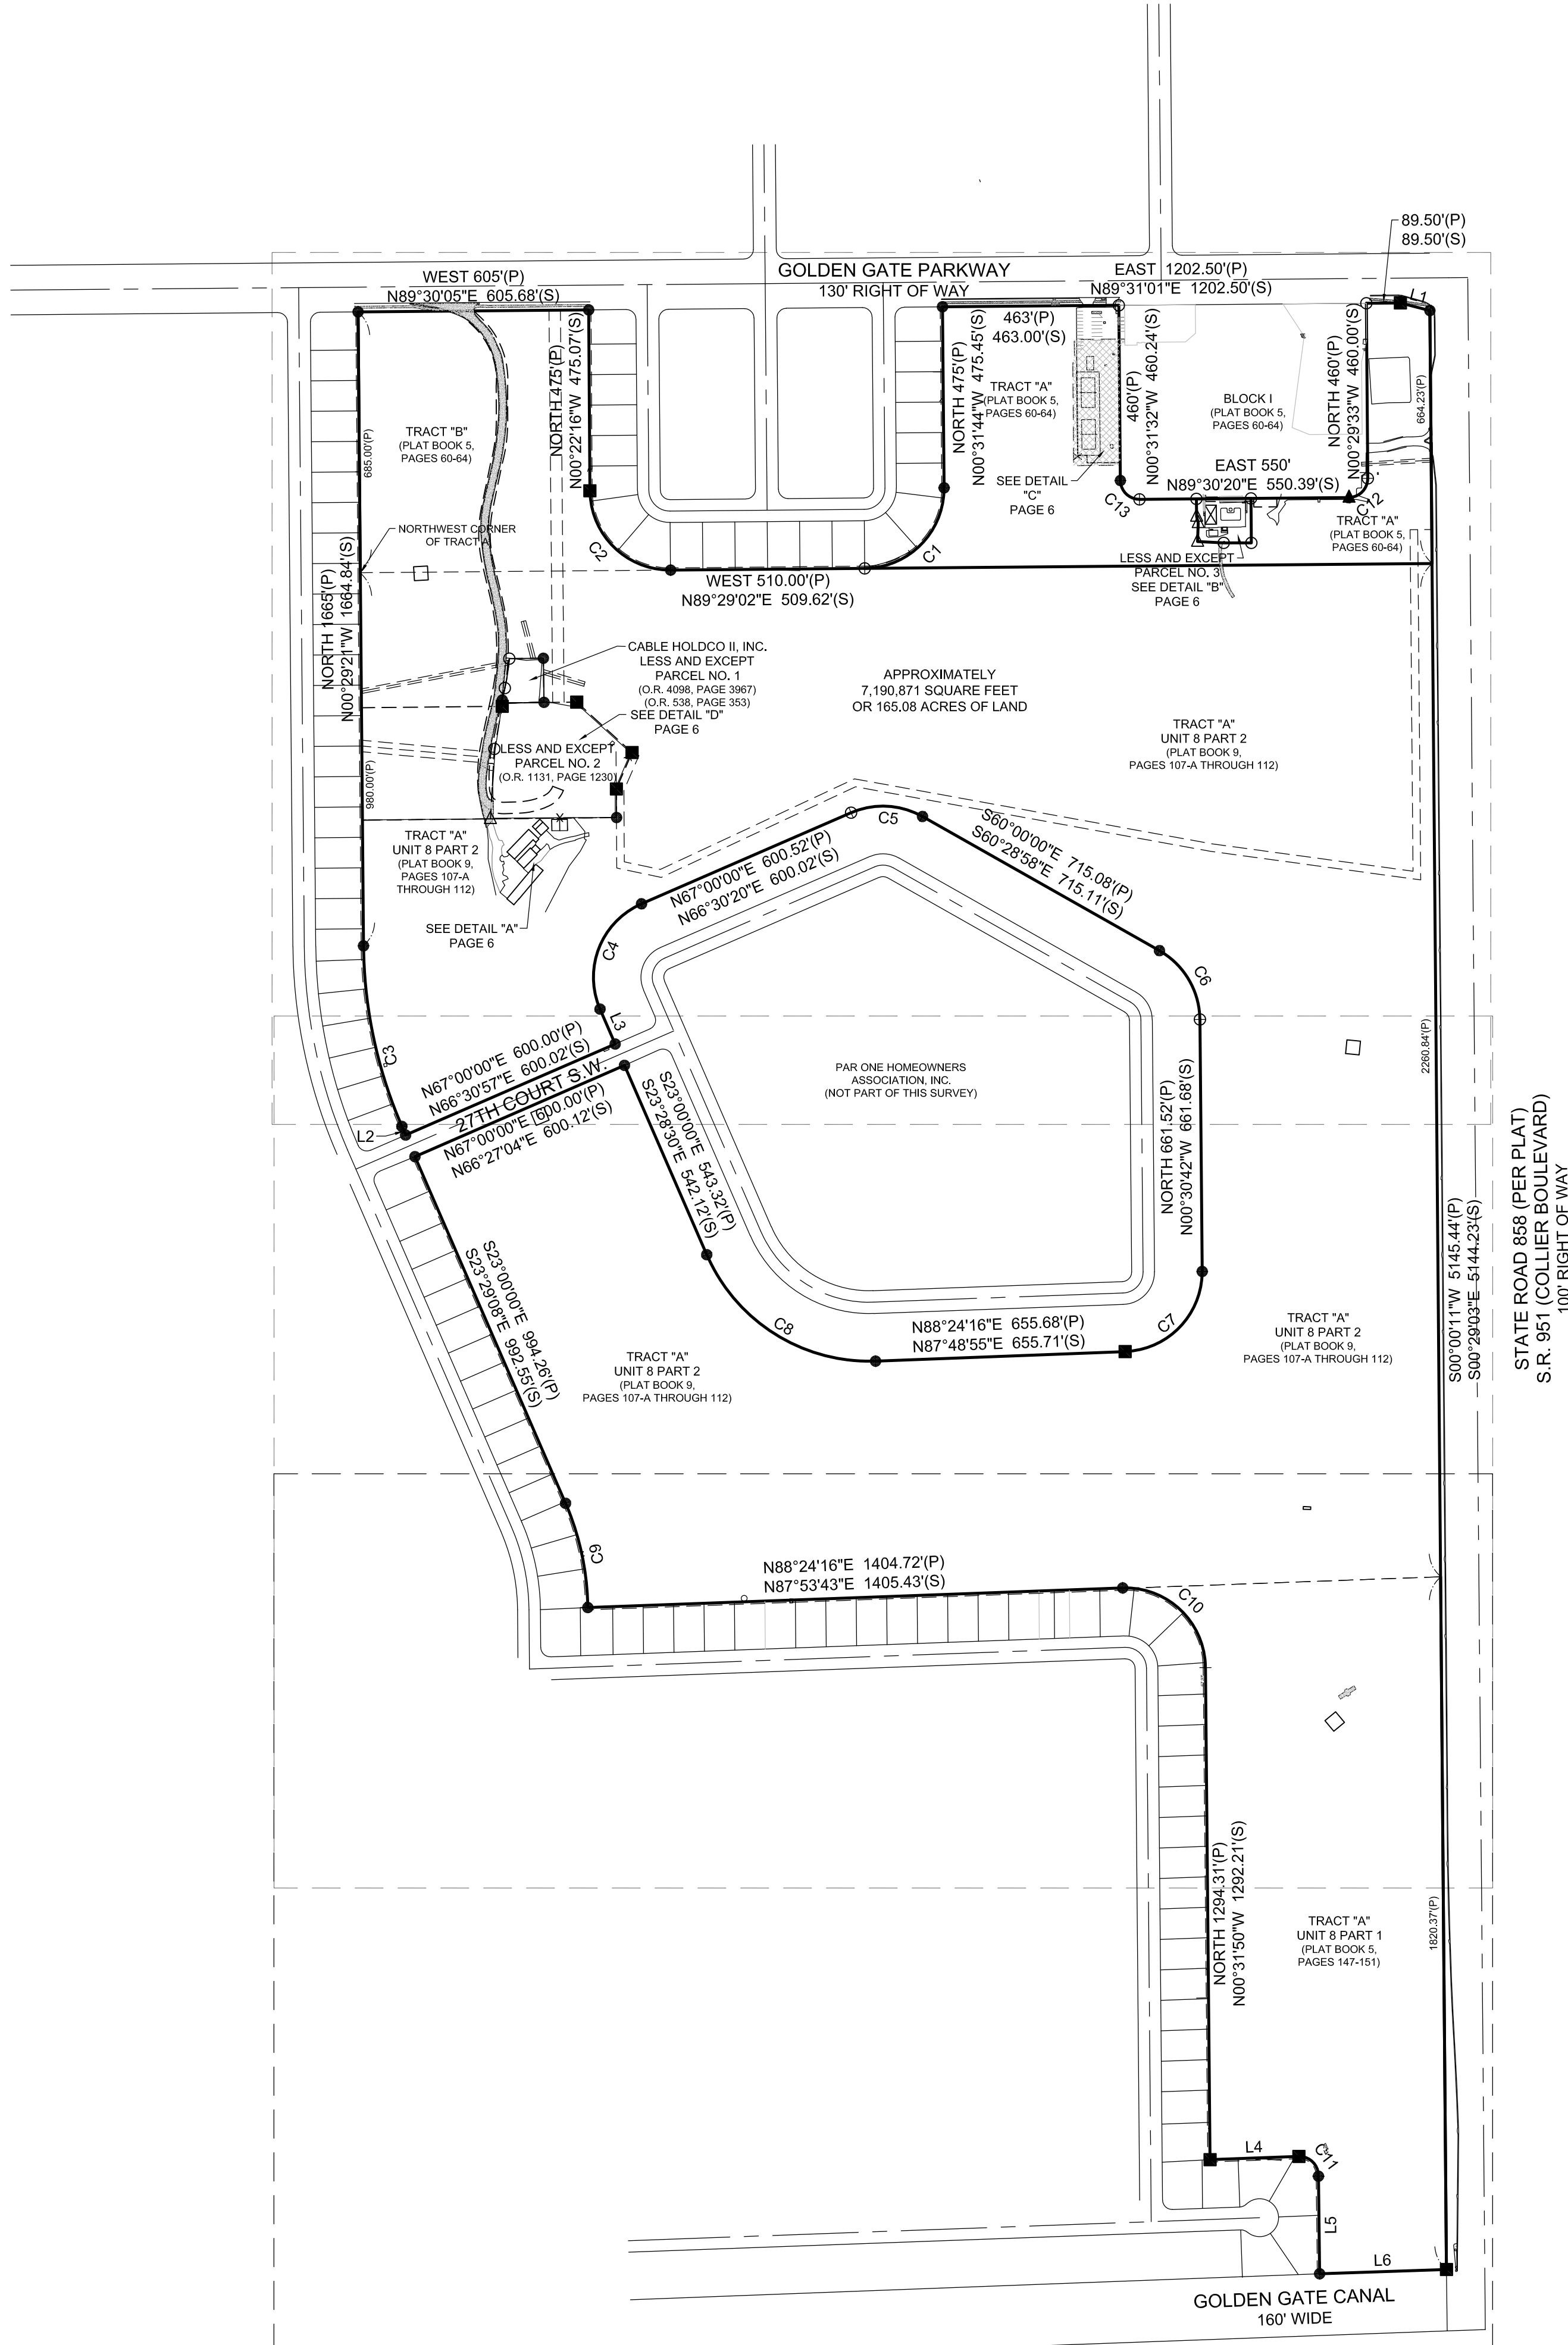 89.50'(P)
89.50'(S)
L1
WEST 605'(P)
N89°30'05"E 605.68'(S)
GOLDEN GATE PARKWAY
130' RIGHT OF WAY
EAST 1202.50'(P)
N89°31'01"E 1202.50'(S)
463'(P)
463.00'(S)
685.00'(P)
TRACT "B"
(PLAT BOOK 5,
PAGES 60-64)
NORTH 475'(P)
N00°22'16"W 475.07'(S)
NORTH 475'(P)
N00°31'44"W 475.45'(S)
TRACT "A"
(PLAT BOOK 5,
PAGES 60-64)
460'(P)
N00°31'32"W 460.24'(S)
BLOCK I
(PLAT BOOK 5,
PAGES 60-64)
NORTH 460'(P)
N00°29'33"W 460.00'(S)
664.23'(P)
EAST 550'
N89°30'20"E 550.39'(S)
SEE DETAIL
"C"
PAGE 6
C13
C12
TRACT "A"
(PLAT BOOK 5,
PAGES 60-64)
NORTHWEST CORNER
OF TRACT A
C2
C1
WEST 510.00'(P)
N89°29'02"E 509.62'(S)
LESS AND EXCEPT
PARCEL NO. 3
SEE DETAIL "B"
PAGE 6
NORTH 1665'(P)
N00°29'21"W 1664.84'(S)
CABLE HOLDCO II, INC.
LESS AND EXCEPT
PARCEL NO. 1
(O.R. 4098, PAGE 3967)
(O.R. 538, PAGE 353)
SEE DETAIL "D"
PAGE 6
APPROXIMATELY
7,190,871 SQUARE FEET
OR 165.08 ACRES OF LAND
TRACT "A"
UNIT 8 PART 2
(PLAT BOOK 9,
PAGES 107-A THROUGH 112)
LESS AND EXCEPT
PARCEL NO. 2
(O.R. 1131, PAGE 1230)
980.00'(P)
TRACT "A"
UNIT 8 PART 2
(PLAT BOOK 9,
PAGES 107-A
THROUGH 112)
SEE DETAIL "A"
PAGE 6
C5
S60°00'00"E 715.08'(P)
S60°28'58"E 715.11'(S)
N67°00'00"E 600.52'(P)
N66°30'20"E 600.02'(S)
C4
C6
L3
C3
N67°00'00"E 600.00'(P)
N66°30'57"E 600.02'(S)
L2
27TH COURT S.W.
N67°00'00"E 600.00'(P)
N66°27'04"E 600.12'(S)
PAR ONE HOMEOWNERS
ASSOCIATION, INC.
(NOT PART OF THIS SURVEY)
2260.84'(P)
S23°00'00"E 543.32'(P)
S23°28'30"E 542.12'(S)
NORTH 661.52'(P)
N00°30'42"W 661.68'(S)
STATE ROAD 858 (PER PLAT)
S.R. 951 (COLLIER BOULEVARD)
100' RIGHT OF WAY
S00°00'11"W 5145.44'(P)
S00°29'03"E 5144.23'(S)
C8
C7
N88°24'16"E 655.68'(P)
N87°48'55"E 655.71'(S)
TRACT "A"
UNIT 8 PART 2
(PLAT BOOK 9,
PAGES 107-A THROUGH 112)
S23°00'00"E 994.26'(P)
S23°29'08"E 992.55'(S)
TRACT "A"
UNIT 8 PART 2
(PLAT BOOK 9,
PAGES 107-A THROUGH 112)
C9
N88°24'16"E 1404.72'(P)
N87°53'43"E 1405.43'(S)
C10
NORTH 1294.31'(P)
N00°31'50"W 1292.21'(S)
TRACT "A"
UNIT 8 PART 1
(PLAT BOOK 5,
PAGES 147-151)
1820.37'(P)
L4
C11
L5
L6
GOLDEN GATE CANAL
160' WIDE